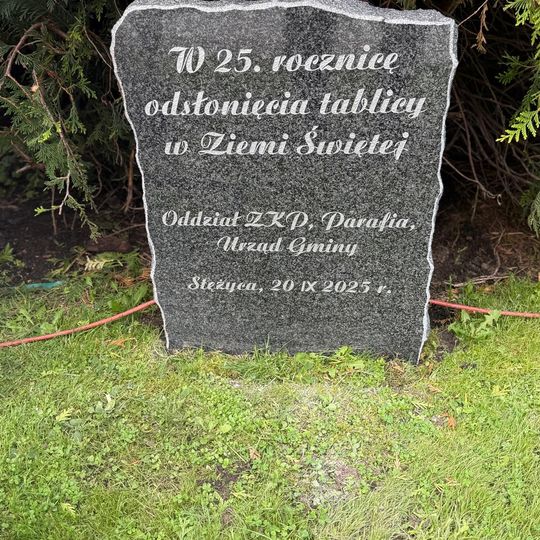 W 25. rocznicę
odsłonięcia tablicy
w Ziemi Świętej
Oddział ZKP, Parafia,
Urząd Gminy
Stężyca, 20 IX 2025 r.